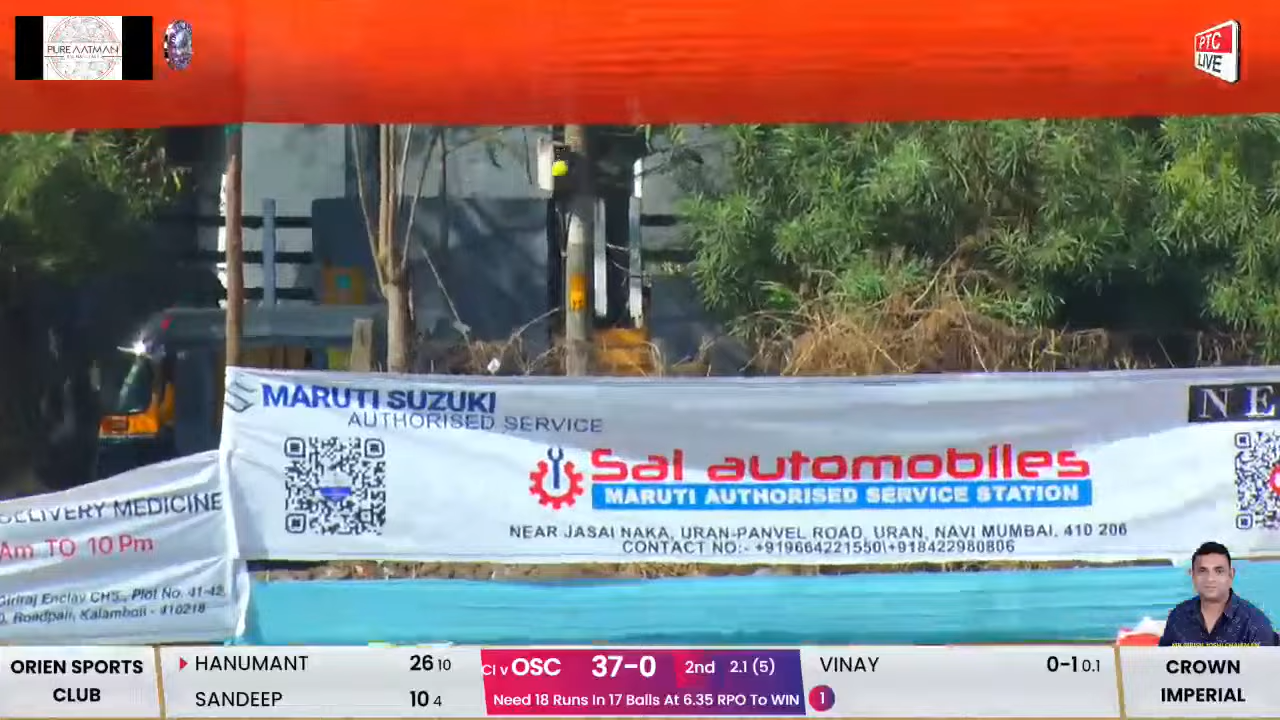 PURE AATMAN
PTC
LIVE
MARUTI SUZUKI
AUTHORISED SERVICE
NE
Sai automobiles
MARUTI AUTHORISED SERVICE STATION
NEAR JASAI NAKA, URAN-PANVEL ROAD, URAN, NAVI MUMBAI, 410 206
CONTACT NO:- +919664221550\+918422980806
DELIVERY MEDICINE
Am TO 10 Pm
Giriraj Enclav CHS., Plot No. 41-42,
Roadpali, Kalamboli - 410218
ORIEN SPORTS CLUB
HANUMANT 26 10
SANDEEP 10 4
CI v OSC 37-0 2nd 2.1 (5)
Need 18 Runs In 17 Balls At 6.35 RPO To WIN
VINAY 0-1 0.1
1
CROWN IMPERIAL